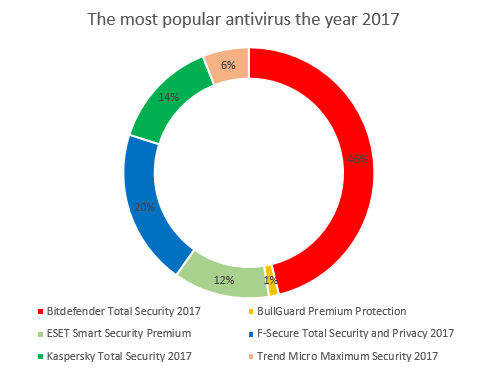 The most popular antivirus the year 2017
6%
14%
46%
20%
12%
1%
Bitdefender Total Security 2017
BullGuard Premium Protection
ESET Smart Security Premium
F-Secure Total Security and Privacy 2017
Kaspersky Total Security 2017
Trend Micro Maximum Security 2017